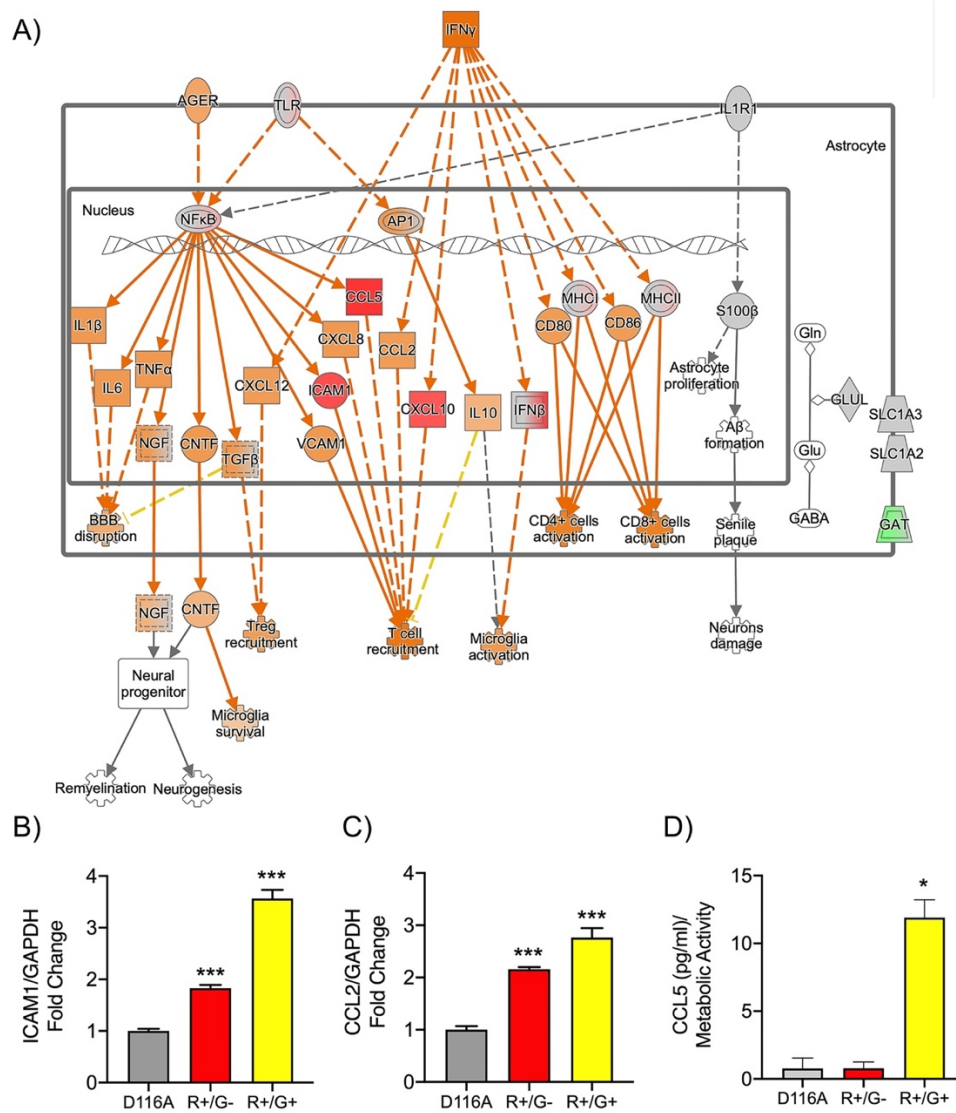 A)
IFNγ
AGER
TLR
IL1R1
Astrocyte
Nucleus
NFκB
AP1
CCL5
MHCI
MHCII
S100β
IL1β
CXCL8
CCL2
CD80
CD86
Gln
TNFα
IL6
CXCL12
ICAM1
Astrocyte
proliferation
CXCL10
IL10
IFNβ
GLUL
SLC1A3
NGF
CNTF
TGFβ
VCAM1
Aβ
formation
Glu
SLC1A2
BBB
disruption
CD4+ cells
activation
CD8+ cells
activation
Senile
plaque
GABA
GAT
NGF
CNTF
Treg
recruitment
T cell
recruitment
Microglia
activation
Neurons
damage
Neural
progenitor
Microglia
survival
Remyelination
Neurogenesis
B)
ICAM1/GAPDH
Fold Change
4
3
2
1
0
***
***
D116A
R+/G-
R+/G+
C)
CCL2/GAPDH
Fold Change
4
3
2
1
0
***
***
D116A
R+/G-
R+/G+
D)
CCL5 (pg/ml)/
Metabolic Activity
15
10
5
0
*
D116A
R+/G-
R+/G+